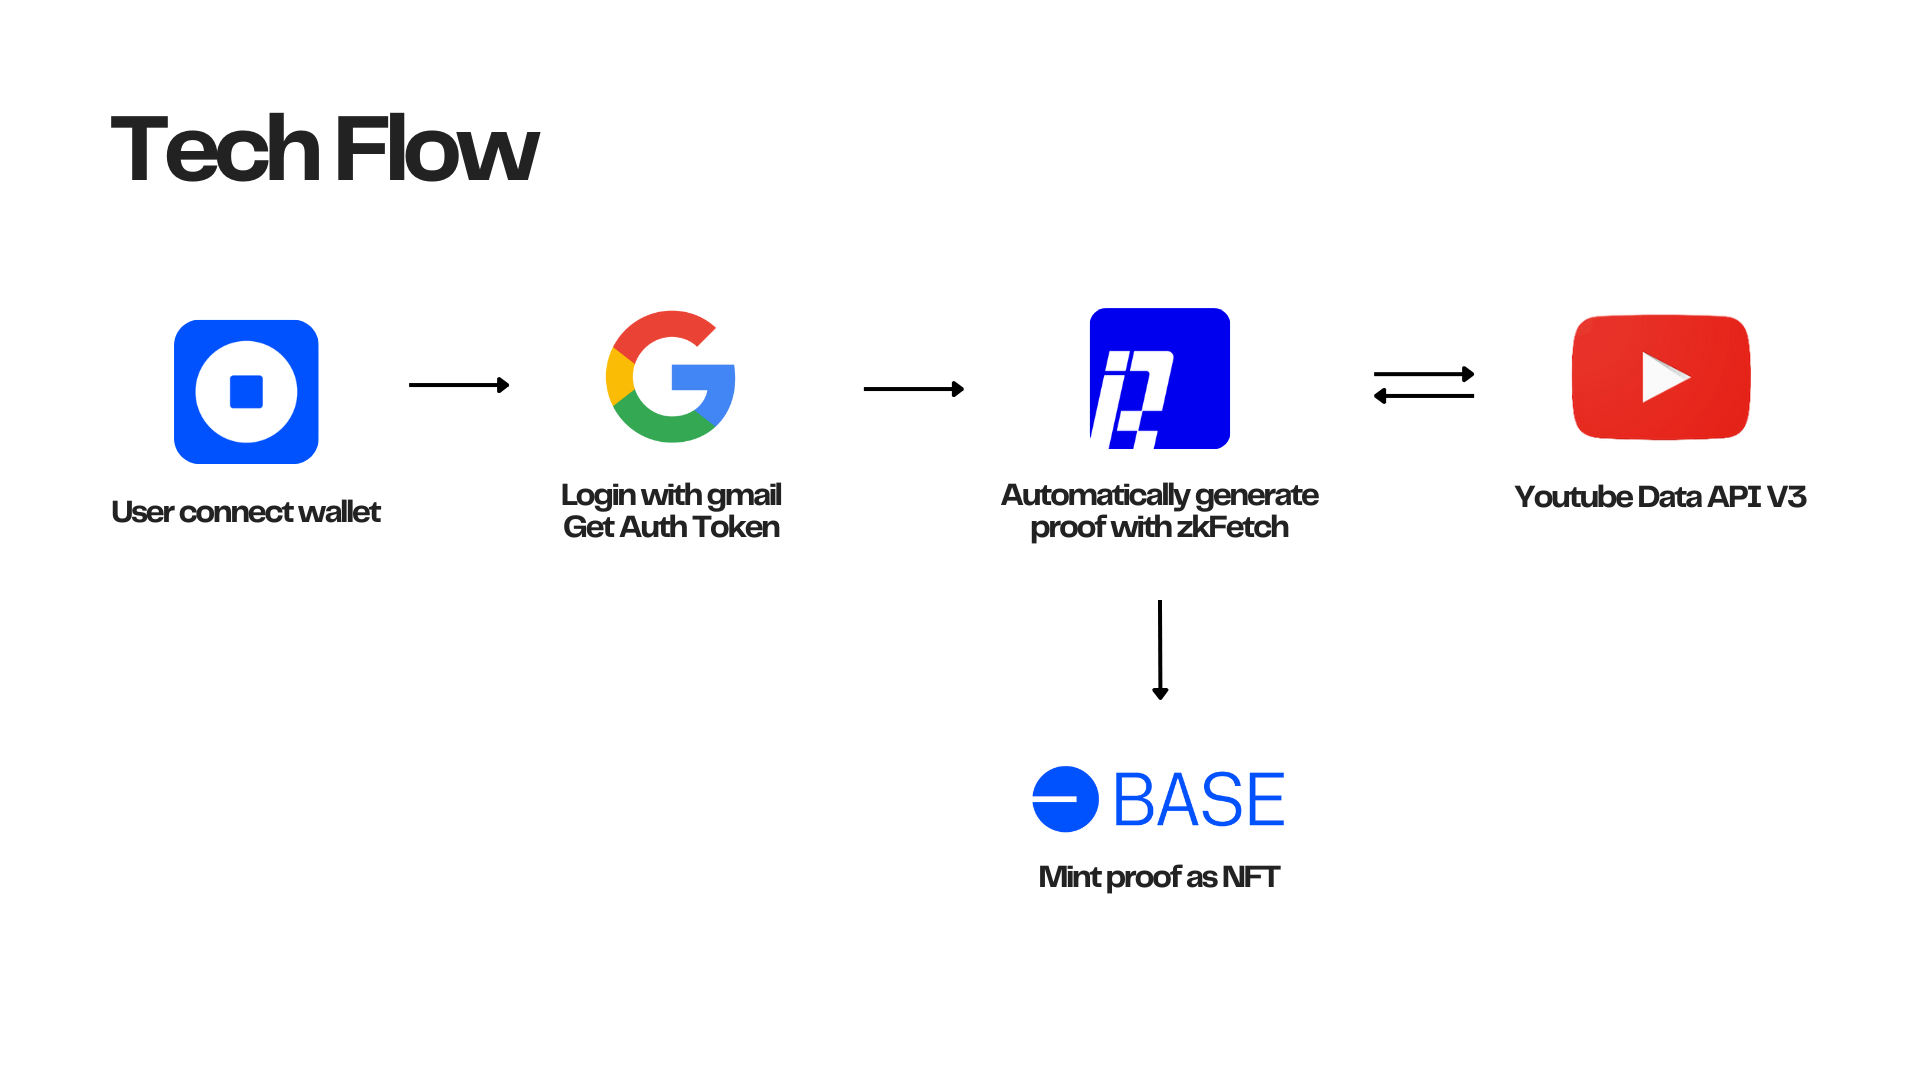 Tech Flow
User connect wallet
Login with gmail
Get Auth Token
Automatically generate
proof with zkFetch
Youtube Data API V3
BASE
Mint proof as NFT